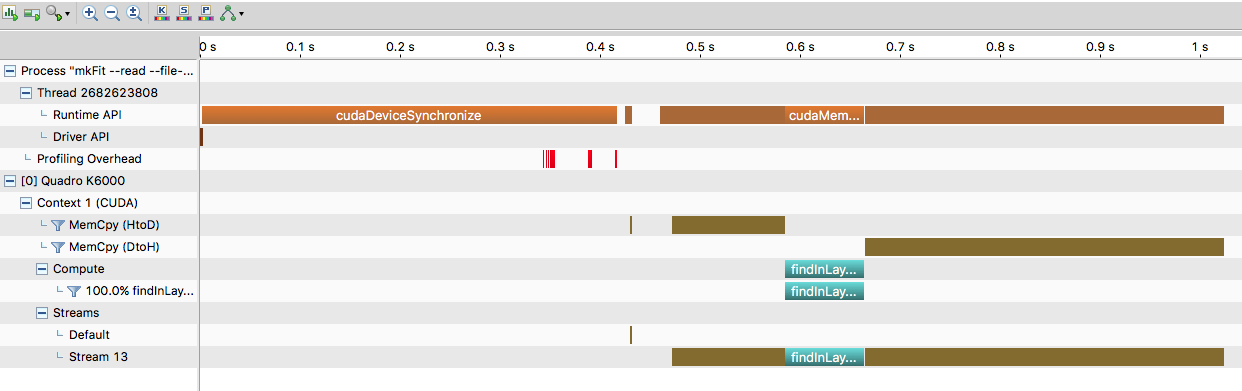 K S P
0 s 0.1 s 0.2 s 0.3 s 0.4 s 0.5 s 0.6 s 0.7 s 0.8 s 0.9 s 1 s
Process "mkFit --read --file-...
Thread 2682623808
Runtime API cudaDeviceSynchronize cudaMem...
Driver API
Profiling Overhead
[0] Quadro K6000
Context 1 (CUDA)
MemCpy (HtoD)
MemCpy (DtoH)
Compute findInLay...
100.0% findInLay... findInLay...
Streams
Default
Stream 13 findInLay...